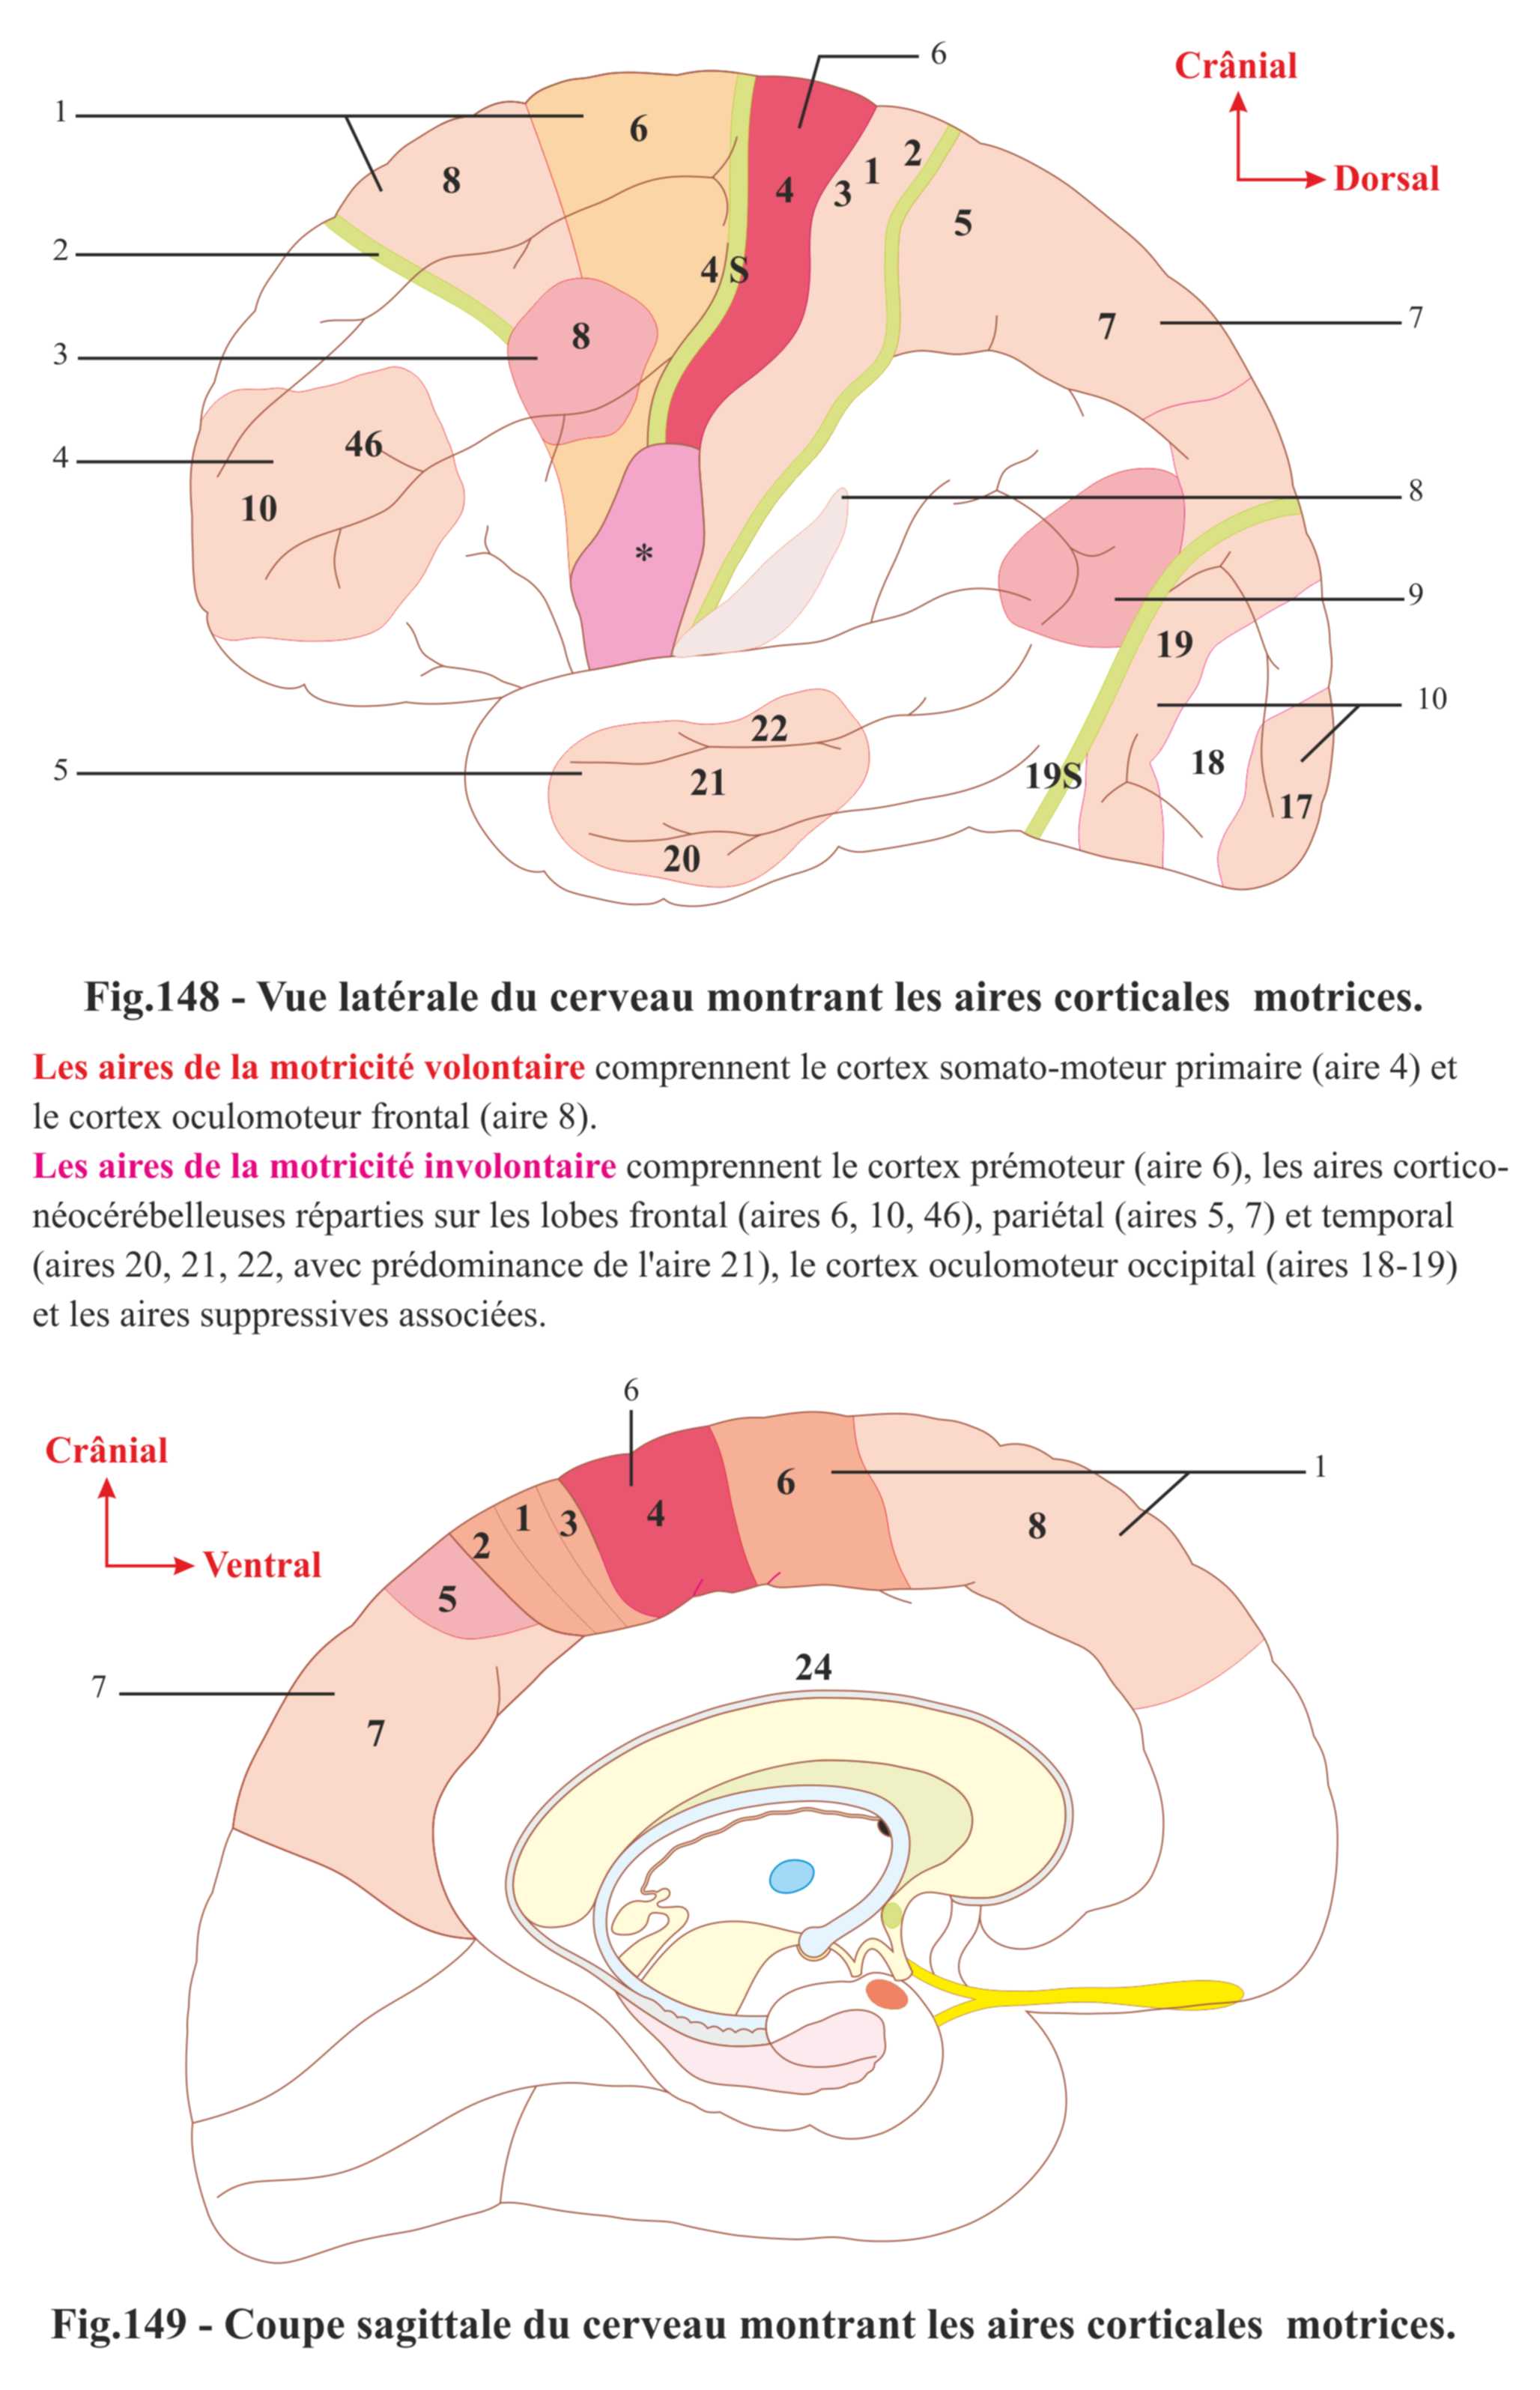 6
Crânial
1
6
8
2
4
3
1
Dorsal
5
2
4 S
8
7
7
3
46
4
10
8
*
9
19
10
22
18
5
21
19S
17
20
Fig.148 - Vue latérale du cerveau montrant les aires corticales motrices.
Les aires de la motricité volontaire comprennent le cortex somato-moteur primaire (aire 4) et
le cortex oculomoteur frontal (aire 8).
Les aires de la motricité involontaire comprennent le cortex prémoteur (aire 6), les aires cortico-
néocérébelleuses réparties sur les lobes frontal (aires 6, 10, 46), pariétal (aires 5, 7) et temporal
(aires 20, 21, 22, avec prédominance de l'aire 21), le cortex oculomoteur occipital (aires 18-19)
et les aires suppressives associées.
6
Crânial
1
6
4
8
1
3
2
Ventral
5
24
7
7
Fig.149 - Coupe sagittale du cerveau montrant les aires corticales motrices.